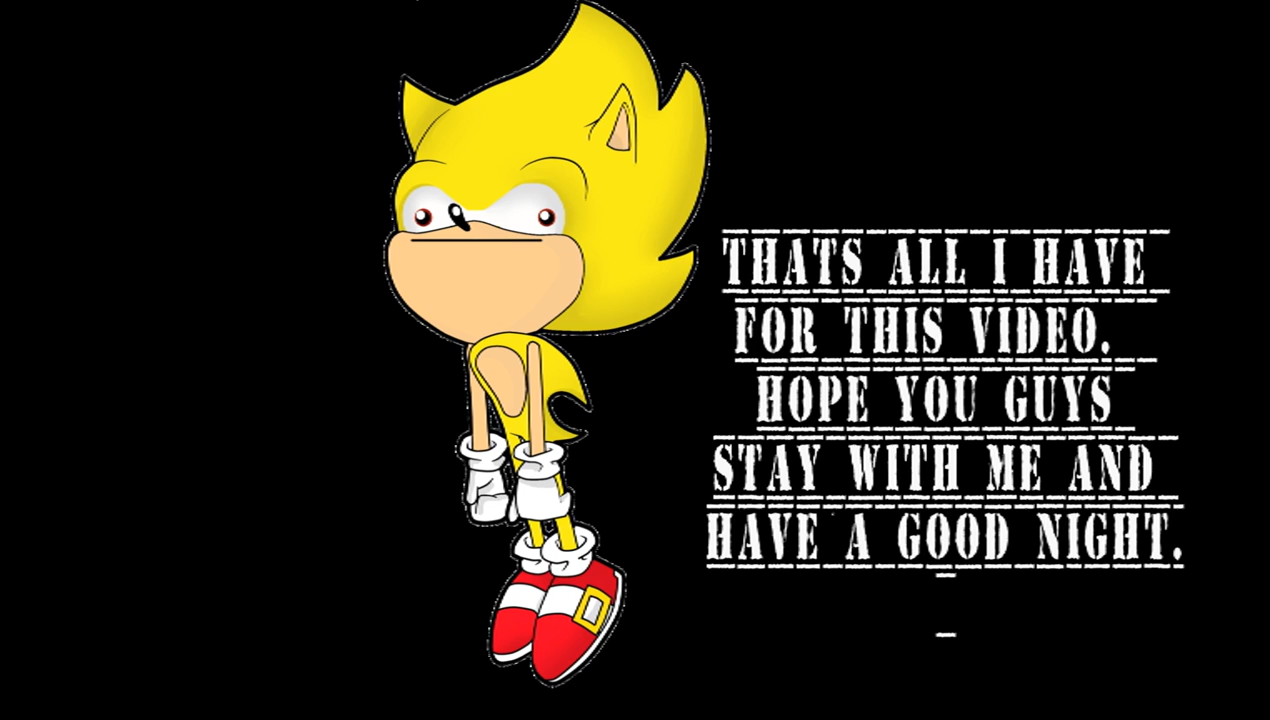 THATS ALL I HAVE
FOR THIS VIDEO.
HOPE YOU GUYS
STAY WITH ME AND
HAVE A GOOD NIGHT.